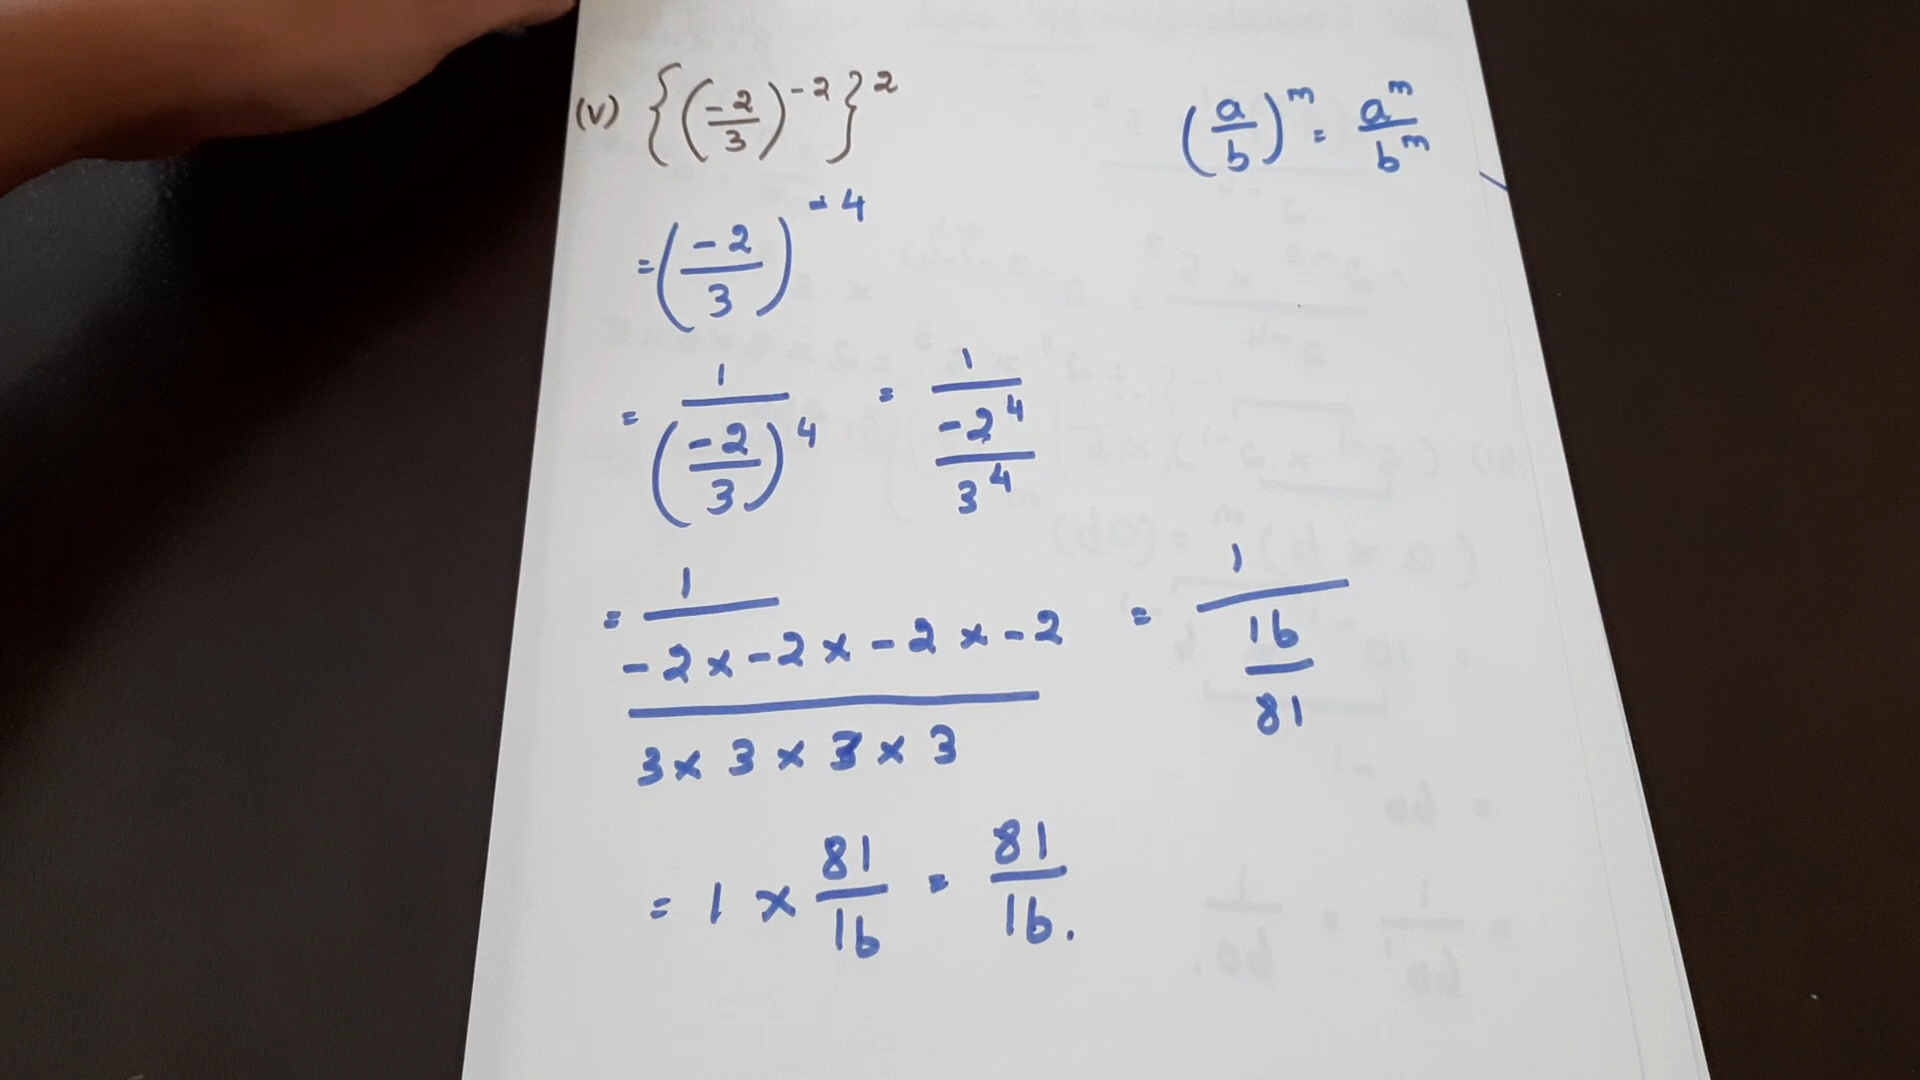 (v) {(-2/3)^-2}^2
(a/b)^m = a^m/b^m
= (-2/3)^-4
= 1/(-2/3)^4 = 1/(-2^4/3^4)
= 1/(-2 × -2 × -2 × -2/3 × 3 × 3 × 3) = 1/(16/81)
= 1 × 81/16 = 81/16.